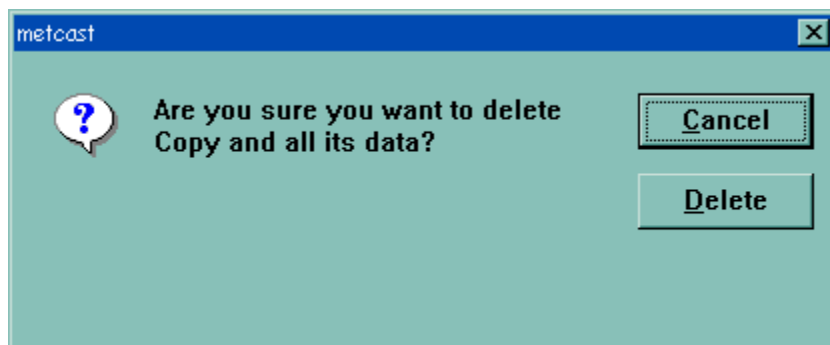 metcast
Are you sure you want to delete
Copy and all its data?
Cancel
Delete